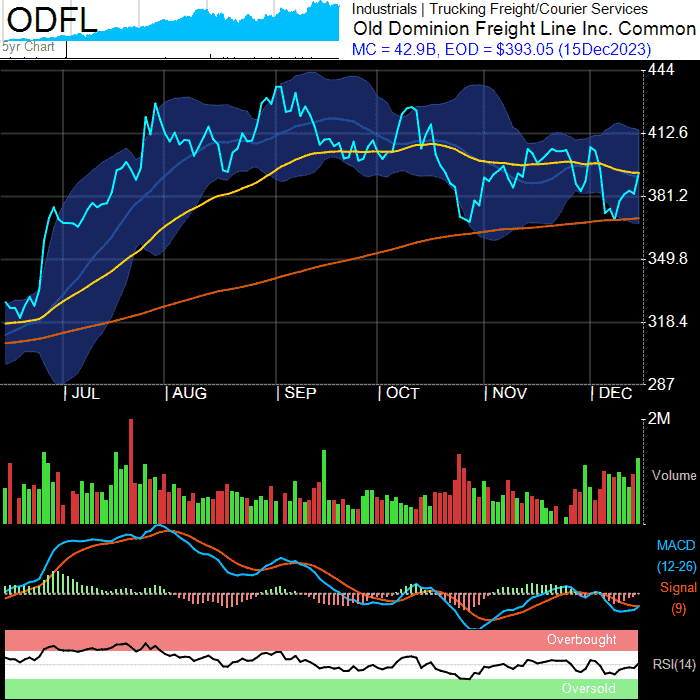 ODFL
5yr Chart
Industrials | Trucking Freight/Courier Services
Old Dominion Freight Line Inc. Common
MC = 42.9B, EOD = $393.05 (15Dec2023)
444
412.6
381.2
349.8
318.4
287
| JUL | AUG | SEP | OCT | NOV | DEC
2M
Volume
MACD
(12-26)
Signal
(9)
Overbought
RSI(14)
Oversold